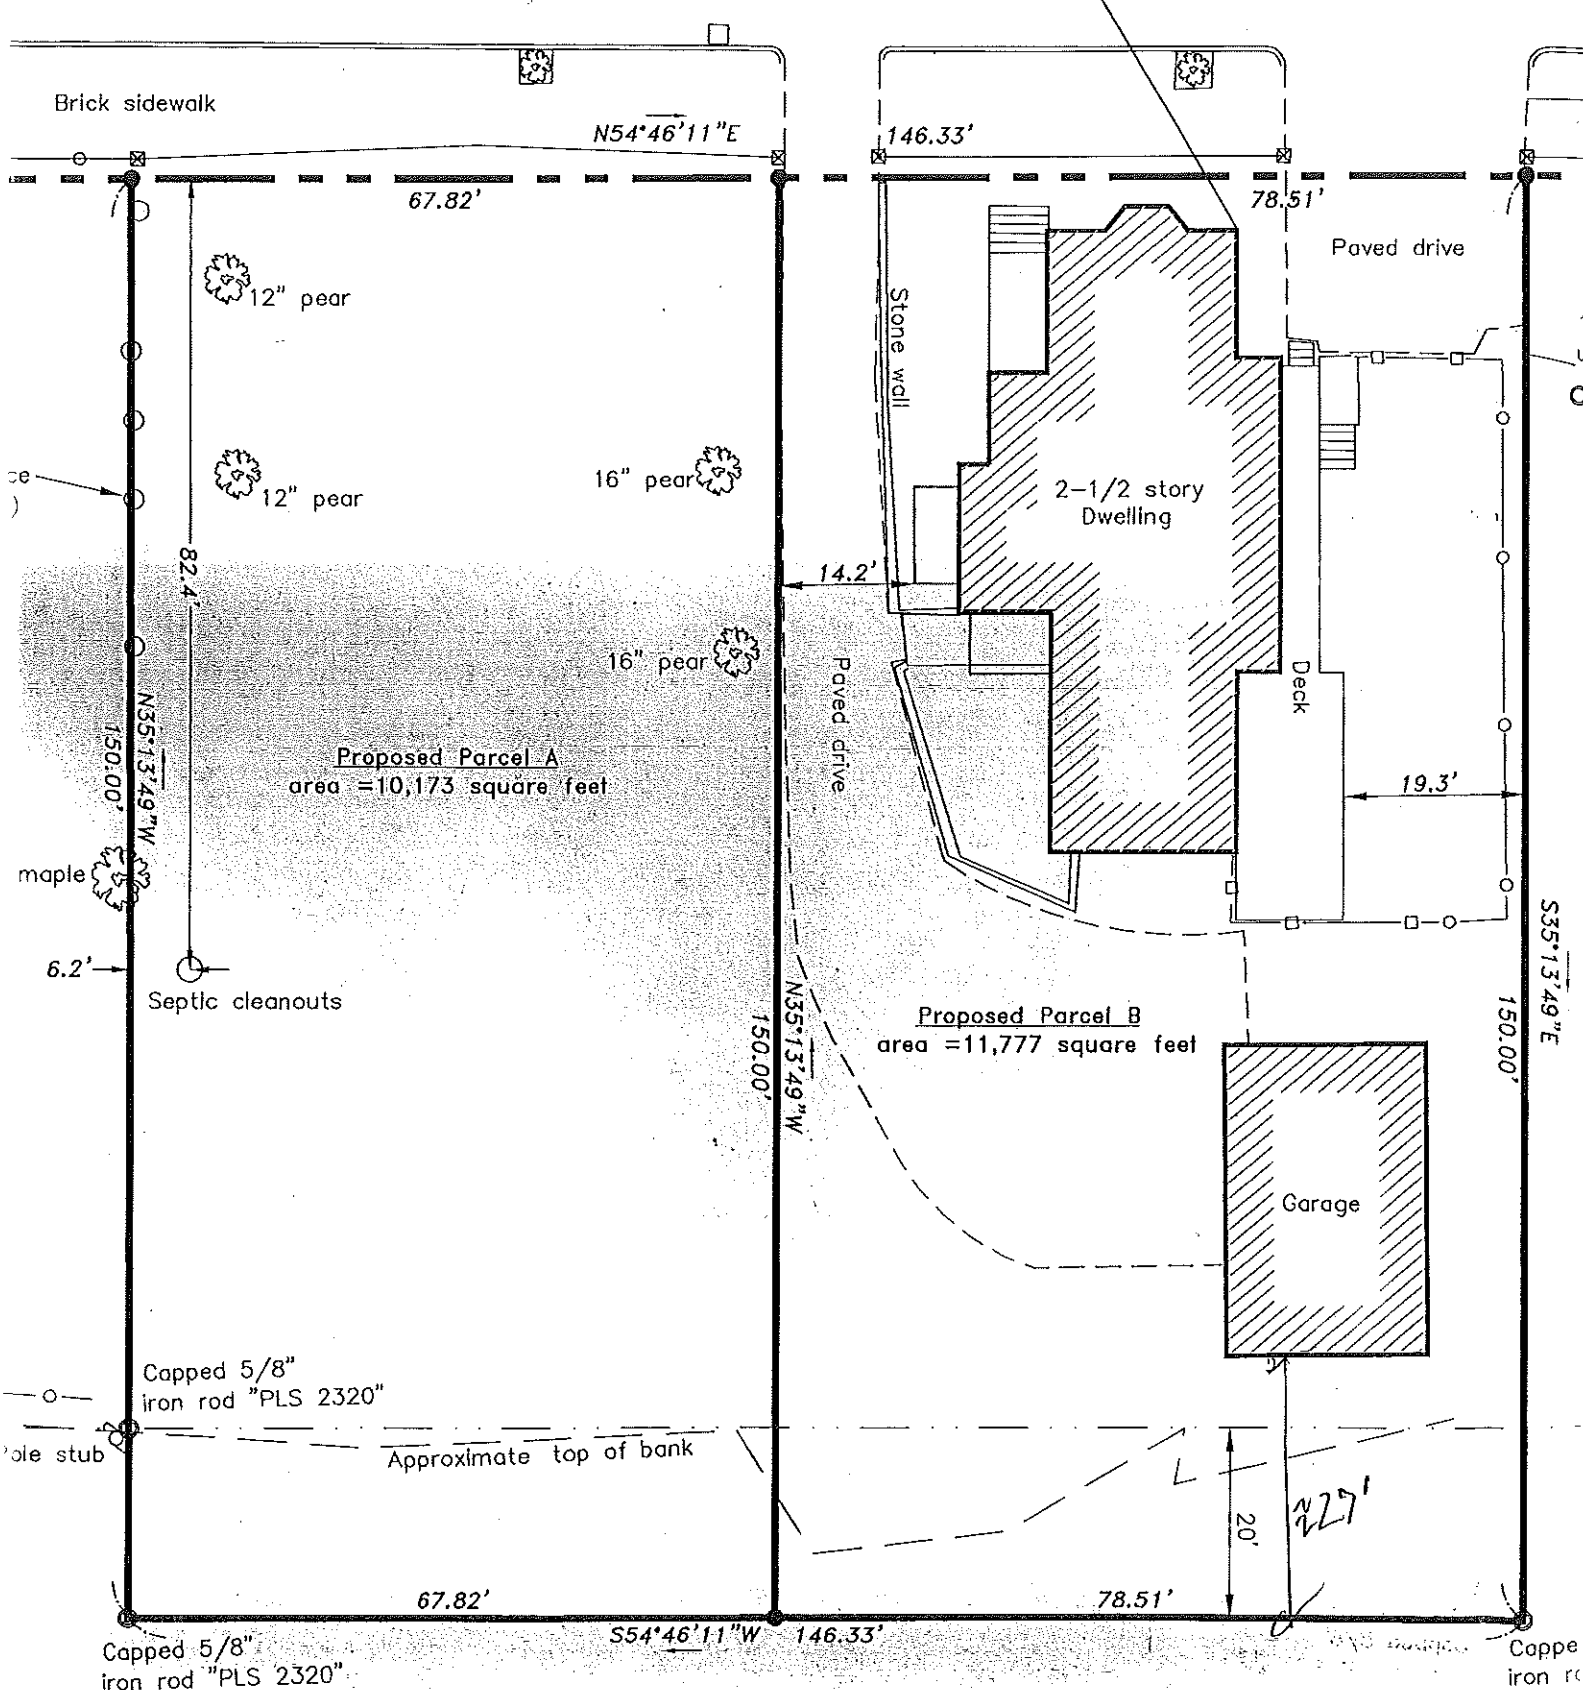 Brick sidewalk
N54°46'11"E
146.33'
67.82'
78.51'
Paved drive
12" pear
Stone wall
12" pear
16" pear
2-1/2 story
Dwelling
82.4'
14.2'
16" pear
Paved drive
Deck
N35°13'49"W
150.00'
Proposed Parcel A
area =10,173 square feet
19.3'
maple
S35°13'49"E
150.00'
6.2'
Septic cleanouts
N35°13'49"W
150.00'
Proposed Parcel B
area =11,777 square feet
Garage
Capped 5/8"
iron rod "PLS 2320"
stub
Approximate top of bank
20'
≈27'
67.82'
78.51'
S54°46'11"W
146.33'
Capped 5/8"
iron rod "PLS 2320"
iron